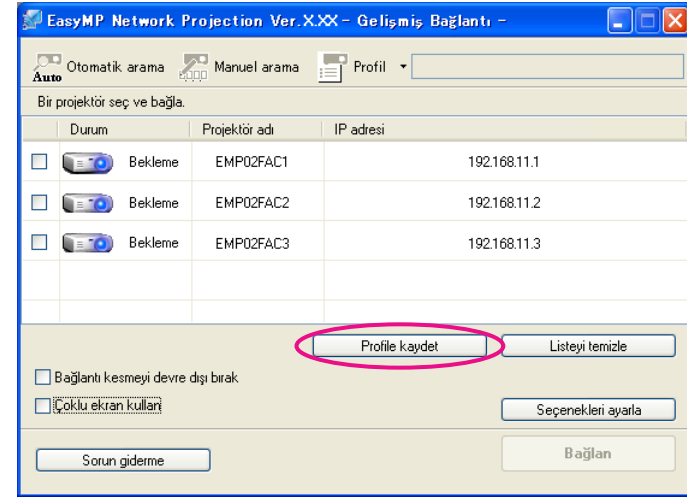 EasyMP Network Projection Ver.X.XX - Gelişmiş Bağlantı -
Auto Otomatik arama Manuel arama Profil
Bir projektör seç ve bağla.
Durum Projektör adı IP adresi
Bekleme EMP02FAC1 192.168.11.1
Bekleme EMP02FAC2 192.168.11.2
Bekleme EMP02FAC3 192.168.11.3
Profile kaydet Listeyi temizle
Bağlantı kesmeyi devre dışı bırak
Çoklu ekran kullan
Seçenekleri ayarla
Sorun giderme Bağlan